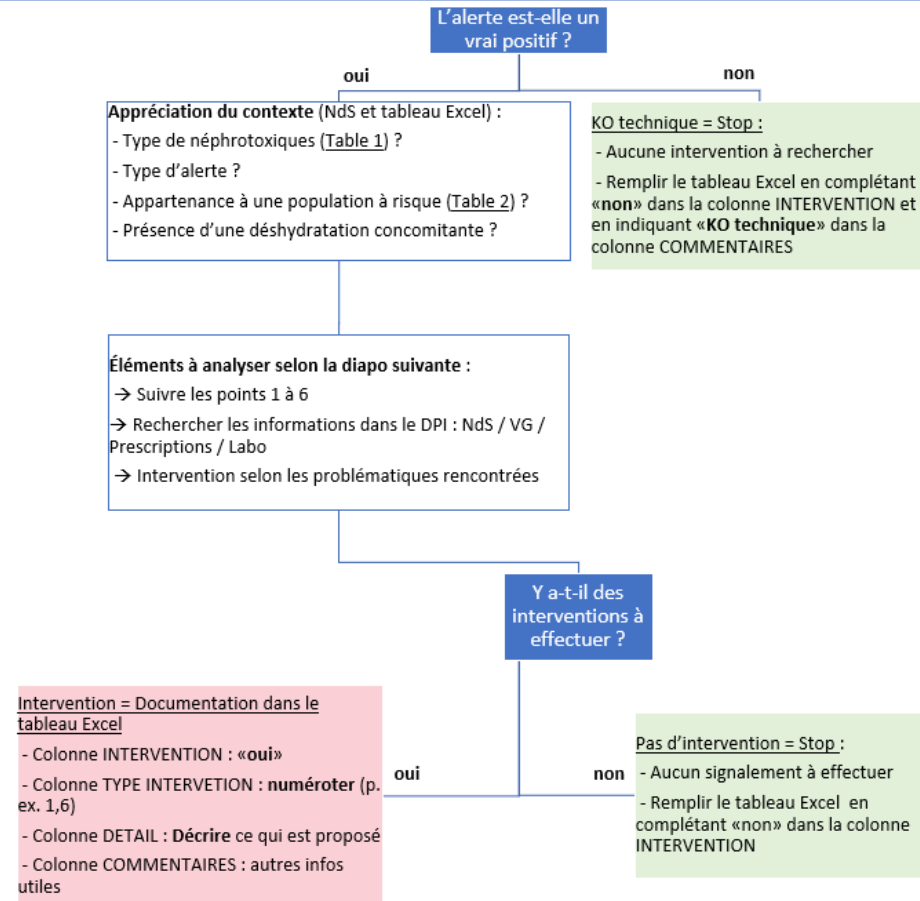 L'alerte est-elle un
vrai positif ?
oui
non
Appréciation du contexte (NdS et tableau Excel) :
- Type de néphrotoxiques (Table 1) ?
- Type d'alerte ?
- Appartenance à une population à risque (Table 2) ?
- Présence d'une déshydratation concomitante ?
KO technique = Stop :
- Aucune intervention à rechercher
- Remplir le tableau Excel en complétant
«non» dans la colonne INTERVENTION et
en indiquant «KO technique» dans la
colonne COMMENTAIRES
Éléments à analyser selon la diapo suivante :
→ Suivre les points 1 à 6
→ Rechercher les informations dans le DPI : NdS / VG /
Prescriptions / Labo
→ Intervention selon les problématiques rencontrées
Y a-t-il des
interventions à
effectuer ?
Intervention = Documentation dans le
tableau Excel
- Colonne INTERVENTION : «oui»
- Colonne TYPE INTERVETION : numéroter (p.
ex. 1,6)
- Colonne DETAIL : Décrire ce qui est proposé
- Colonne COMMENTAIRES : autres infos
utiles
oui
non
Pas d'intervention = Stop :
- Aucun signalement à effectuer
- Remplir le tableau Excel en
complétant «non» dans la colonne
INTERVENTION